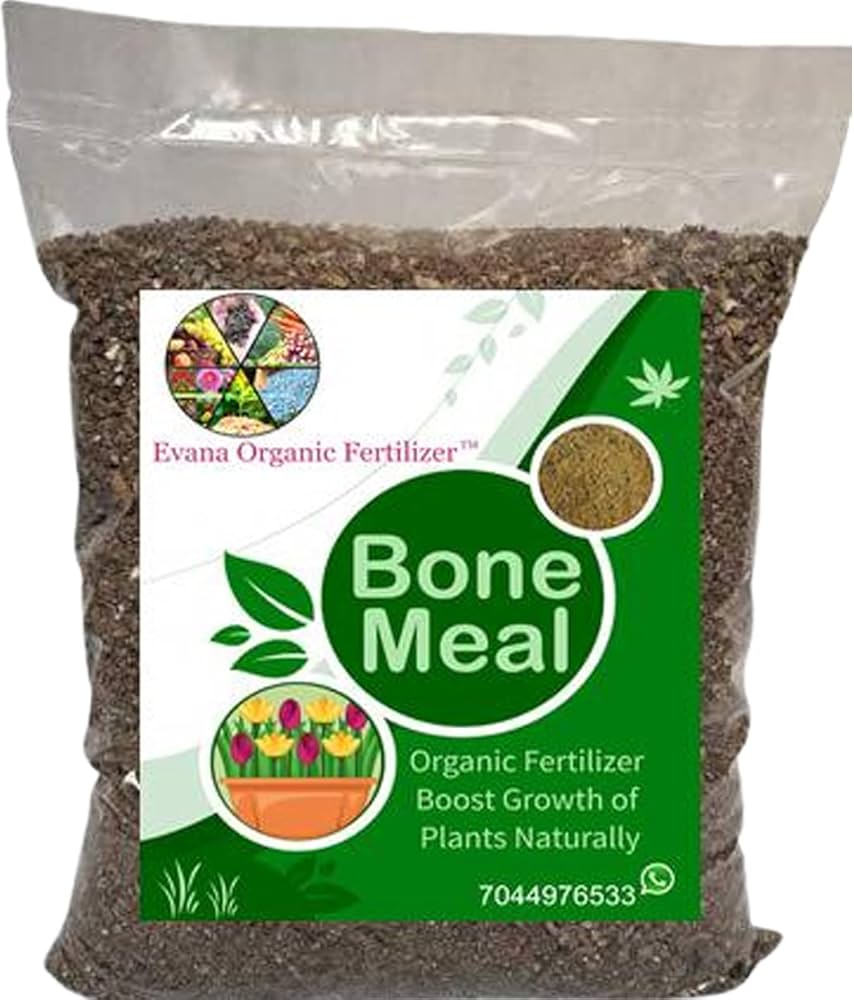 Evana Organic Fertilizer™
Bone
Meal
Organic Fertilizer
Boost Growth of
Plants Naturally
7044976533